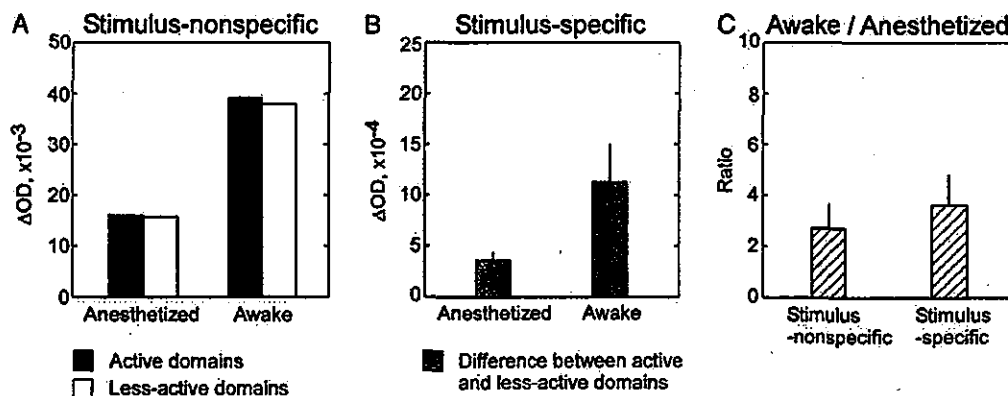 A Stimulus-nonspecific
50
40
30
20
10
0
ΔOD, x10⁻³
Anesthetized Awake
Active domains
Less-active domains
B Stimulus-specific
25
20
15
10
5
0
ΔOD, x10⁻⁴
Anesthetized Awake
Difference between active
and less-active domains
C Awake / Anesthetized
10
8
6
4
2
0
Ratio
Stimulus
-nonspecific
Stimulus
-specific